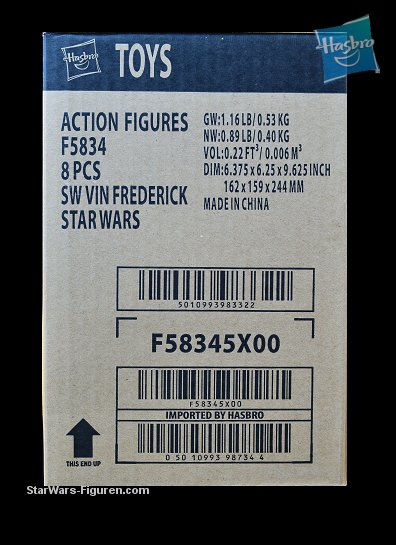 Hasbro
Hasbro TOYS
ACTION FIGURES
F5834
8 PCS
SW VIN FREDERICK
STAR WARS
GW:1.16 LB/ 0.53 KG
NW:0.89 LB/ 0.40 KG
VOL:0.22 FT³/ 0.006 M³
DIM:6.375 x 6.25 x 9.625 INCH
162 x 159 x 244 MM
MADE IN CHINA
5010993983322
F58345X00
F58345X00
IMPORTED BY HASBRO
0 50 10993 98734 4
THIS END UP
StarWars-Figuren.com